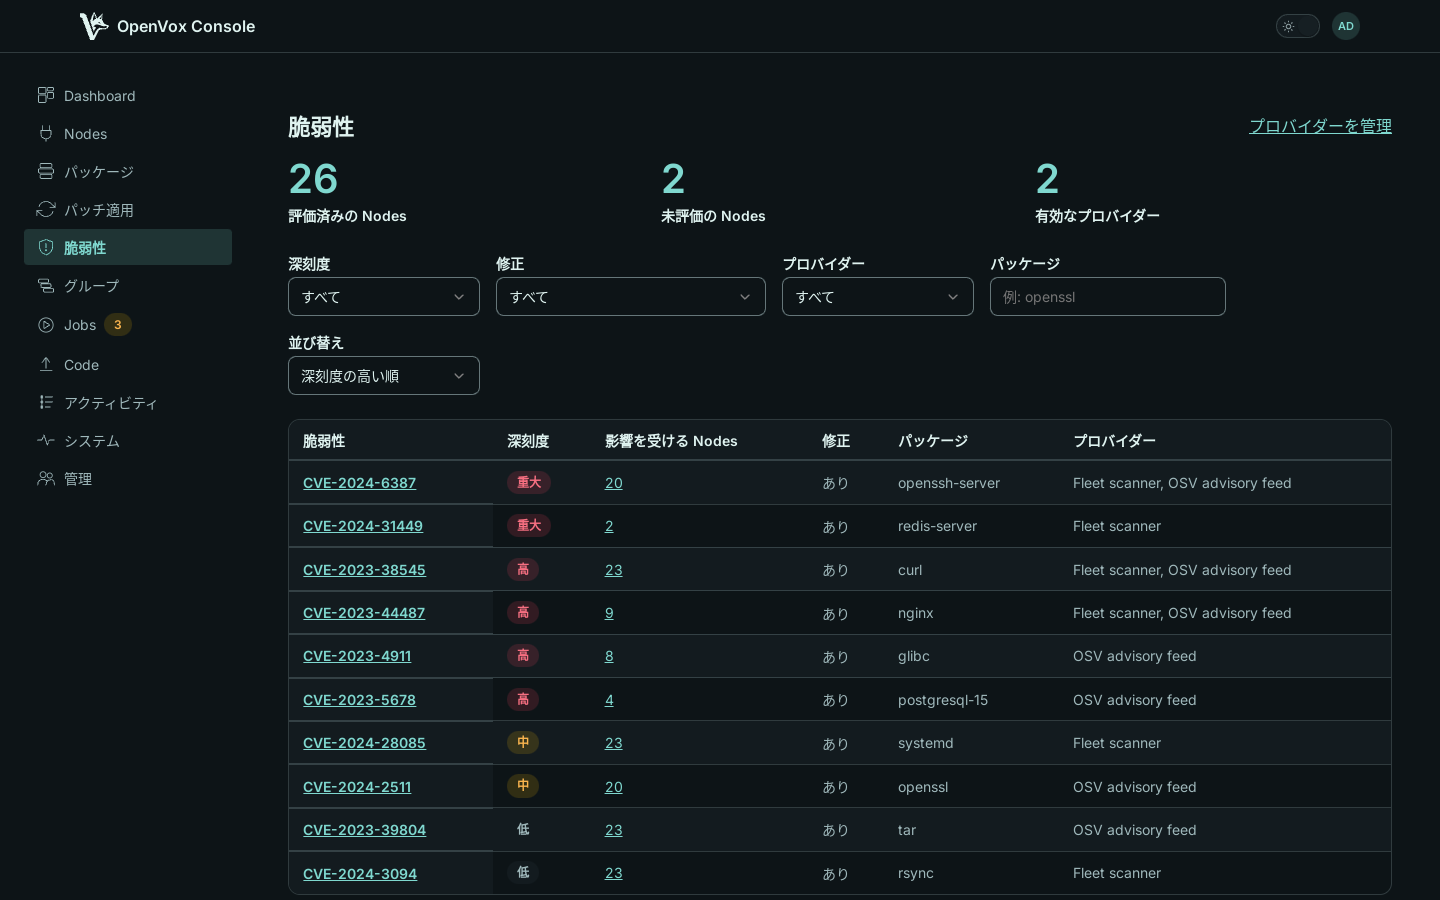 OpenVox Console
AD
Dashboard
Nodes
パッケージ
パッチ適用
脆弱性
グループ
Jobs 3
Code
アクティビティ
システム
管理
脆弱性
プロバイダーを管理
26
評価済みの Nodes
2
未評価の Nodes
2
有効なプロバイダー
深刻度
すべて
修正
すべて
プロバイダー
すべて
パッケージ
例: openssl
並び替え
深刻度の高い順
脆弱性 深刻度 影響を受ける Nodes 修正 パッケージ プロバイダー
CVE-2024-6387 重大 20 あり openssh-server Fleet scanner, OSV advisory feed
CVE-2024-31449 重大 2 あり redis-server Fleet scanner
CVE-2023-38545 高 23 あり curl Fleet scanner, OSV advisory feed
CVE-2023-44487 高 9 あり nginx Fleet scanner, OSV advisory feed
CVE-2023-4911 高 8 あり glibc OSV advisory feed
CVE-2023-5678 高 4 あり postgresql-15 OSV advisory feed
CVE-2024-28085 中 23 あり systemd Fleet scanner
CVE-2024-2511 中 20 あり openssl OSV advisory feed
CVE-2023-39804 低 23 あり tar OSV advisory feed
CVE-2024-3094 低 23 あり rsync Fleet scanner